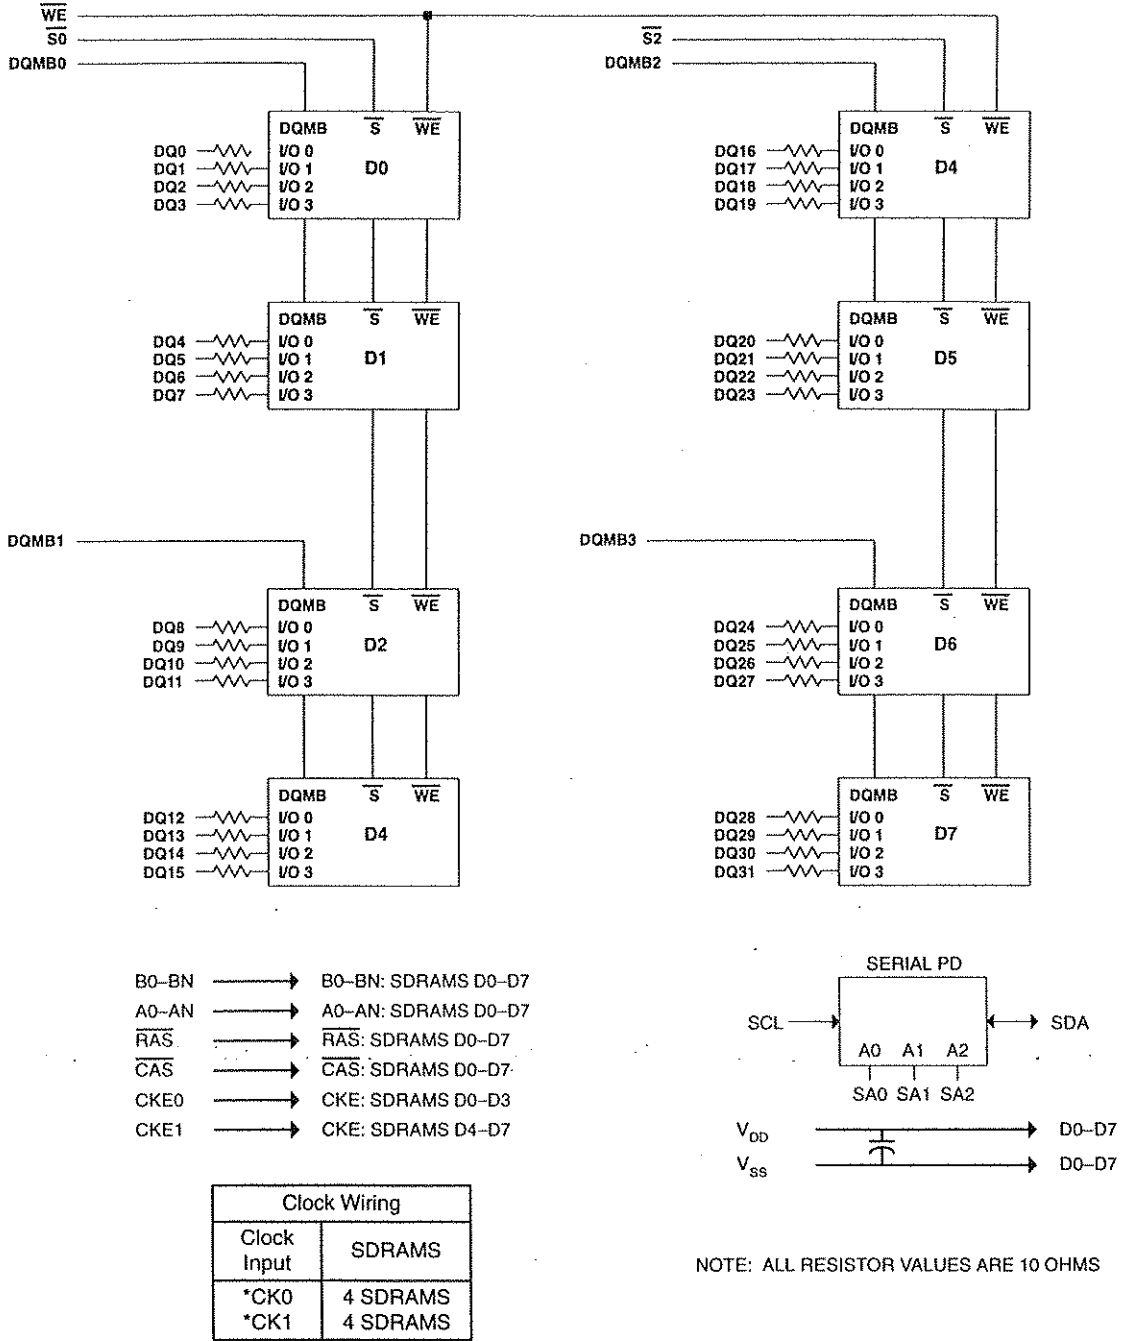 WE
S0
DQMB0
DQMB S WE
DQ0 I/O 0
DQ1 I/O 1 D0
DQ2 I/O 2
DQ3 I/O 3
DQMB S WE
DQ4 I/O 0
DQ5 I/O 1 D1
DQ6 I/O 2
DQ7 I/O 3
DQMB1
DQMB S WE
DQ8 I/O 0
DQ9 I/O 1 D2
DQ10 I/O 2
DQ11 I/O 3
DQMB S WE
DQ12 I/O 0
DQ13 I/O 1 D4
DQ14 I/O 2
DQ15 I/O 3
S2
DQMB2
DQMB S WE
DQ16 I/O 0
DQ17 I/O 1 D4
DQ18 I/O 2
DQ19 I/O 3
DQMB S WE
DQ20 I/O 0
DQ21 I/O 1 D5
DQ22 I/O 2
DQ23 I/O 3
DQMB3
DQMB S WE
DQ24 I/O 0
DQ25 I/O 1 D6
DQ26 I/O 2
DQ27 I/O 3
DQMB S WE
DQ28 I/O 0
DQ29 I/O 1 D7
DQ30 I/O 2
DQ31 I/O 3
B0–BN B0–BN: SDRAMS D0–D7
A0–AN A0–AN: SDRAMS D0–D7
RAS RAS: SDRAMS D0–D7
CAS CAS: SDRAMS D0–D7
CKE0 CKE: SDRAMS D0–D3
CKE1 CKE: SDRAMS D4–D7
Clock Wiring
Clock Input SDRAMS
*CK0 4 SDRAMS
*CK1 4 SDRAMS
SERIAL PD
SCL SDA
A0 A1 A2
SA0 SA1 SA2
VDD D0–D7
VSS D0–D7
NOTE: ALL RESISTOR VALUES ARE 10 OHMS